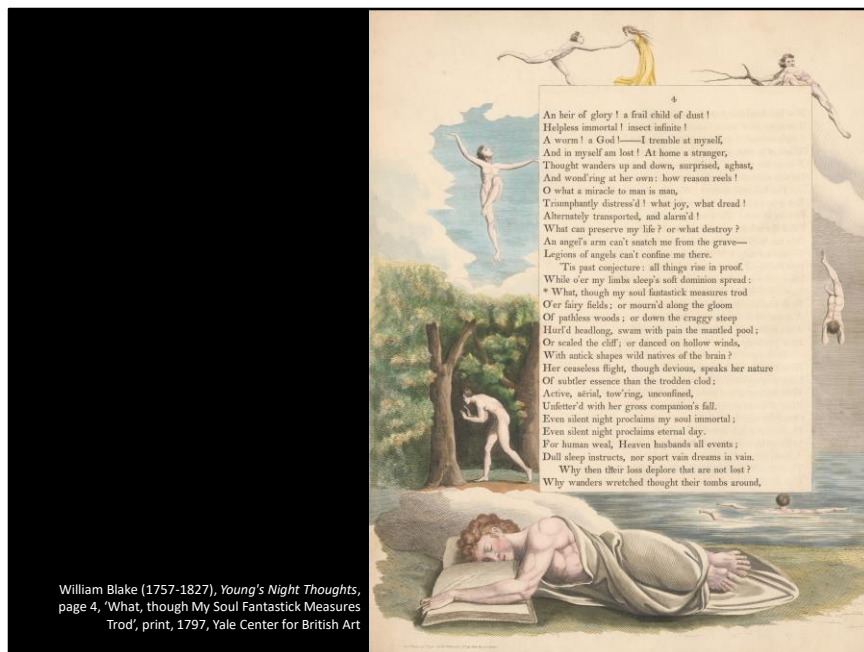 4
An heir of glory ! a frail child of dust !
Helpless immortal ! insect infinite !
A worm ! a God !——I tremble at myself,
And in myself am lost ! At home a stranger,
Thought wanders up and down, surprised, aghast,
And wond'ring at her own : how reason reels !
O what a miracle to man is man,
Triumphantly distress'd ! what joy, what dread !
Alternately transported, and alarm'd !
What can preserve my life ? or what destroy ?
An angel's arm can't snatch me from the grave—
Legions of angels can't confine me there.
'Tis past conjecture : all things rise in proof.
While o'er my limbs sleep's soft dominion spread :
* What, though my soul fantastick measures trod
O'er fairy fields ; or mourn'd along the gloom
Of pathless woods ; or down the craggy steep
Hurl'd headlong, swam with pain the mantled pool ;
Or scaled the cliff ; or danced on hollow winds,
With antick shapes wild natives of the brain ?
Her ceaseless flight, though devious, speaks her nature
Of subtler essence than the trodden clod ;
Active, aërial, tow'ring, unconfined,
Unfetter'd with her gross companion's fall.
Even silent night proclaims my soul immortal ;
Even silent night proclaims eternal day.
For human weal, Heaven husbands all events ;
Dull sleep instructs, nor sport vain dreams in vain.
Why then their loss deplore that are not lost ?
Why wanders wretched thought their tombs around,
William Blake (1757-1827), Young's Night Thoughts,
page 4, 'What, though My Soul Fantastick Measures
Trod', print, 1797, Yale Center for British Art